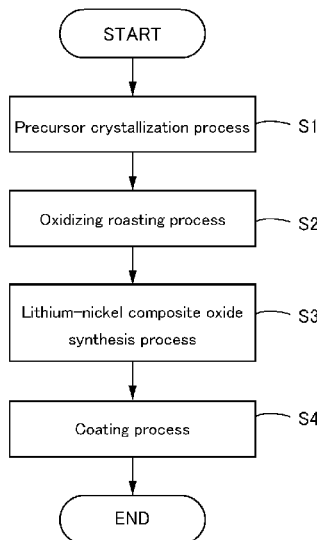 START
Precursor crystallization process
S1
Oxidizing roasting process
S2
Lithium-nickel composite oxide
synthesis process
S3
Coating process
S4
END